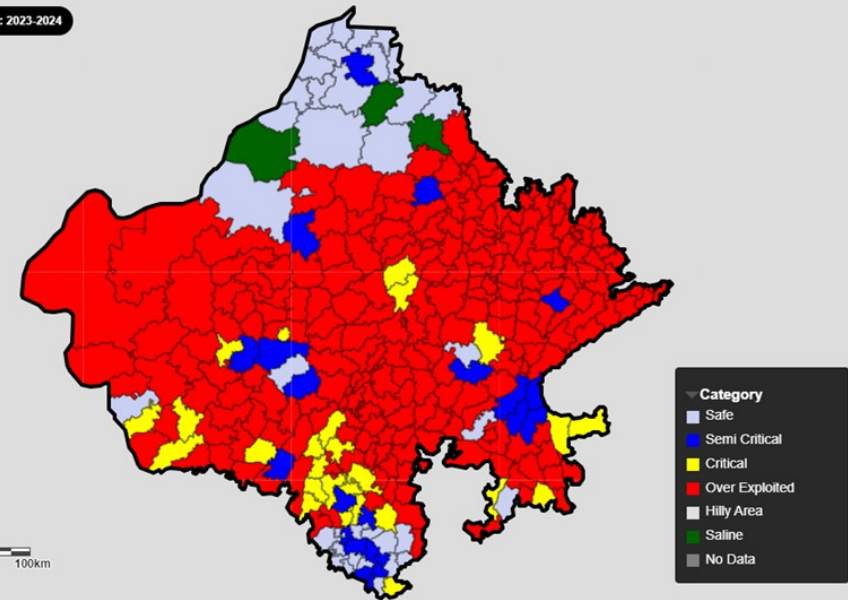 : 2023-2024
Category
Safe
Semi Critical
Critical
Over Exploited
Hilly Area
Saline
No Data
100km